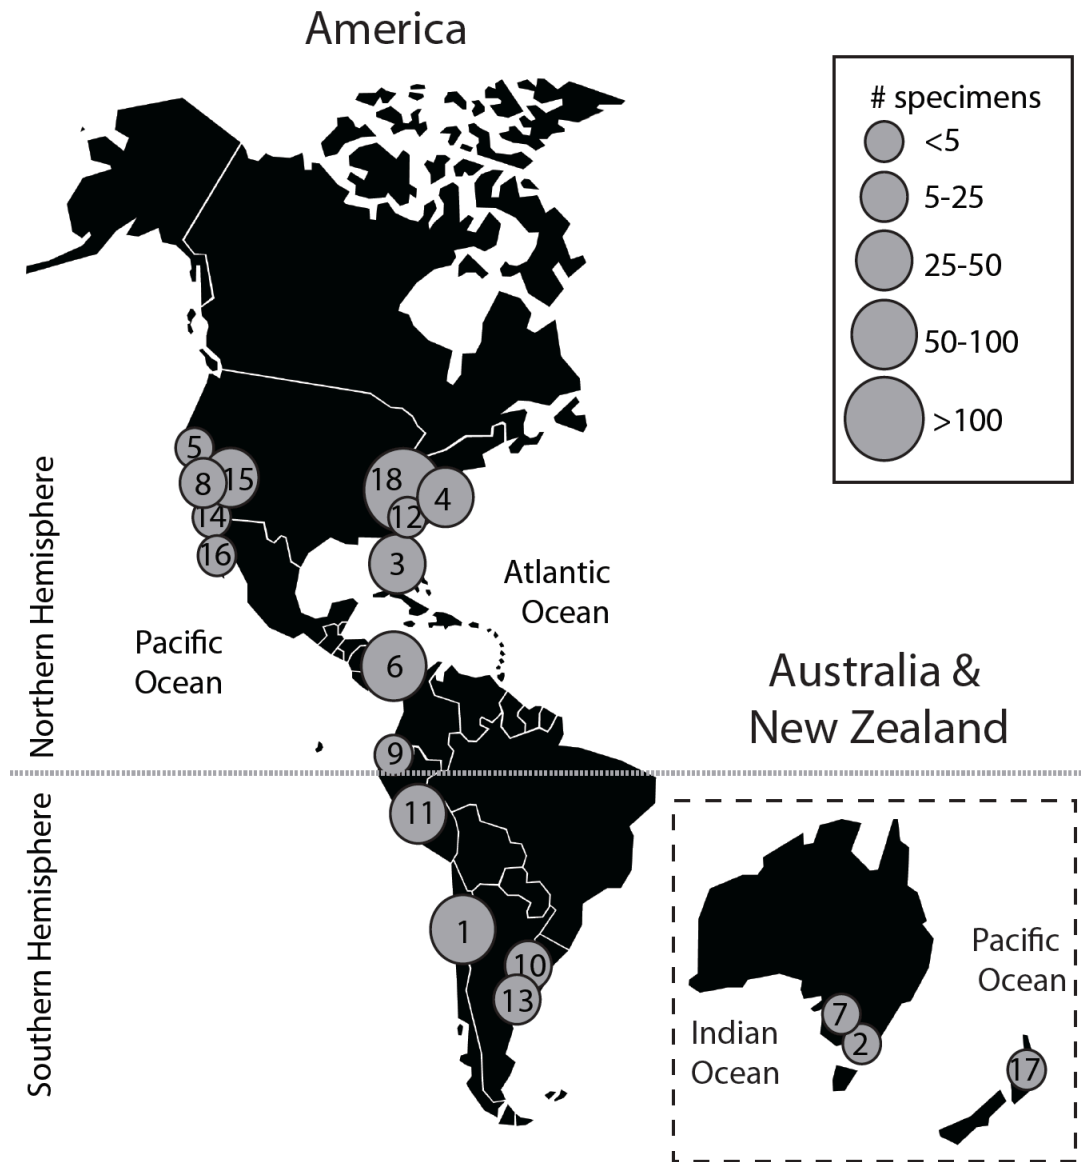 America
# specimens
<5
5-25
25-50
50-100
>100
Northern Hemisphere
5
8
15
14
16
18
4
12
3
Atlantic
Ocean
Pacific
Ocean
6
9
Australia &
New Zealand
Southern Hemisphere
11
1
10
13
Pacific
Ocean
Indian
Ocean
7
2
17